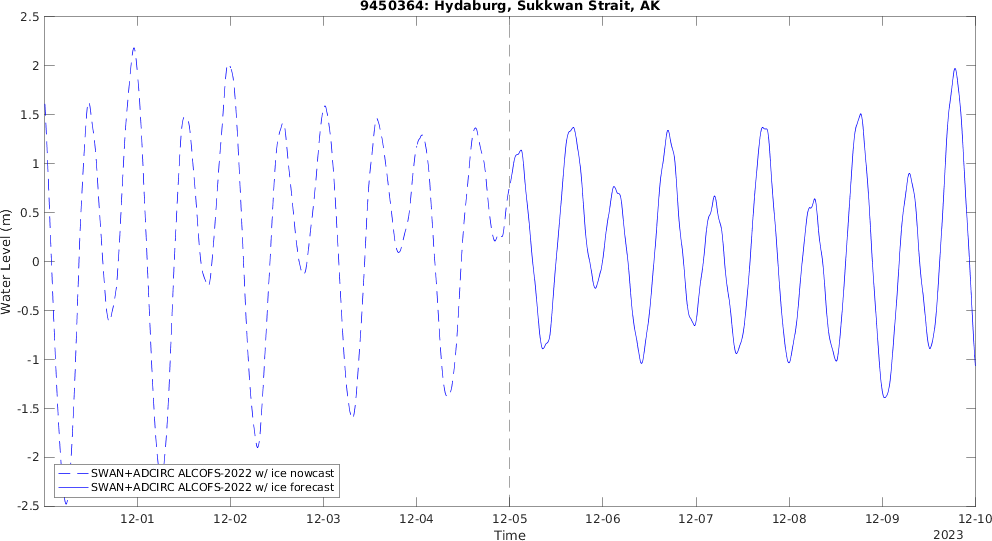 9450364: Hydaburg, Sukkwan Strait, AK
2.5
2
1.5
1
0.5
0
-0.5
-1
-1.5
-2
-2.5
Water Level (m)
SWAN+ADCIRC ALCOFS-2022 w/ ice nowcast
SWAN+ADCIRC ALCOFS-2022 w/ ice forecast
12-01 12-02 12-03 12-04 12-05 12-06 12-07 12-08 12-09 12-10
Time
2023